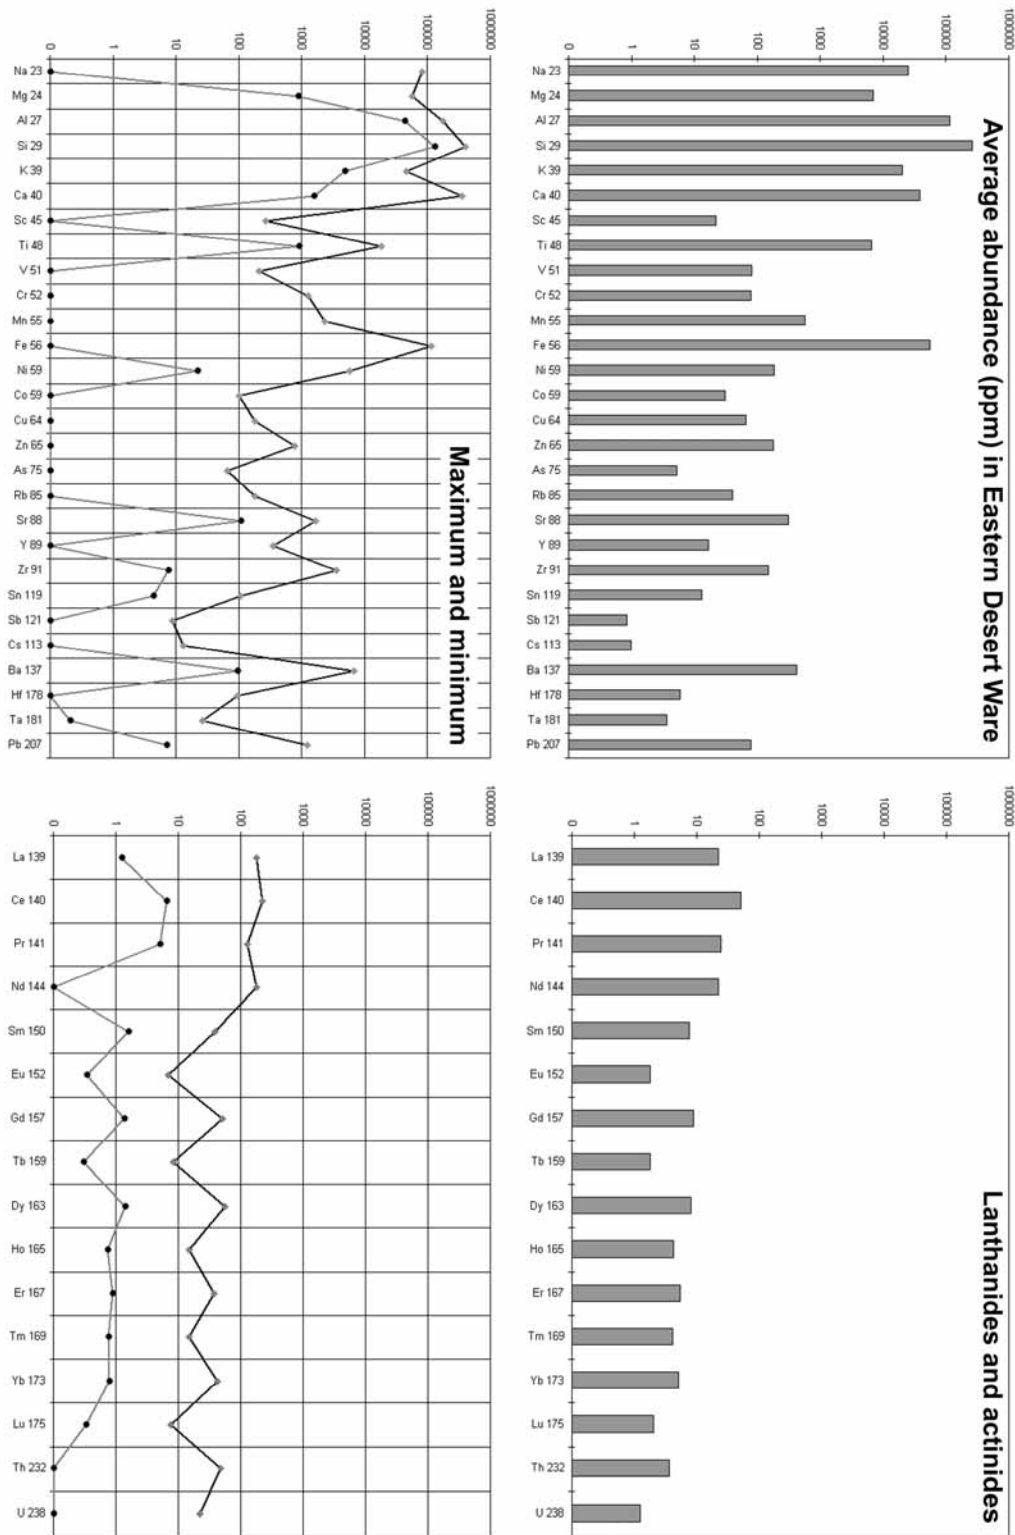 Average abundance (ppm) in Eastern Desert Ware
1000000
100000
10000
1000
100
10
1
0
Na 23
Mg 24
Al 27
Si 29
K 39
Ca 40
Sc 45
Ti 48
V 51
Cr 52
Mn 55
Fe 56
Ni 59
Co 59
Cu 64
Zn 65
As 75
Rb 85
Sr 88
Y 89
Zr 91
Sn 119
Sb 121
Cs 113
Ba 137
Hf 178
Ta 181
Pb 207
Lanthanides and actinides
1000000
100000
10000
1000
100
10
1
0
La 139
Ce 140
Pr 141
Nd 144
Sm 150
Eu 152
Gd 157
Tb 159
Dy 163
Ho 165
Er 167
Tm 169
Yb 173
Lu 175
Th 232
U 238
Maximum and minimum
1000000
100000
10000
1000
100
10
1
0
Na 23
Mg 24
Al 27
Si 29
K 39
Ca 40
Sc 45
Ti 48
V 51
Cr 52
Mn 55
Fe 56
Ni 59
Co 59
Cu 64
Zn 65
As 75
Rb 85
Sr 88
Y 89
Zr 91
Sn 119
Sb 121
Cs 113
Ba 137
Hf 178
Ta 181
Pb 207
1000000
100000
10000
1000
100
10
1
0
La 139
Ce 140
Pr 141
Nd 144
Sm 150
Eu 152
Gd 157
Tb 159
Dy 163
Ho 165
Er 167
Tm 169
Yb 173
Lu 175
Th 232
U 238